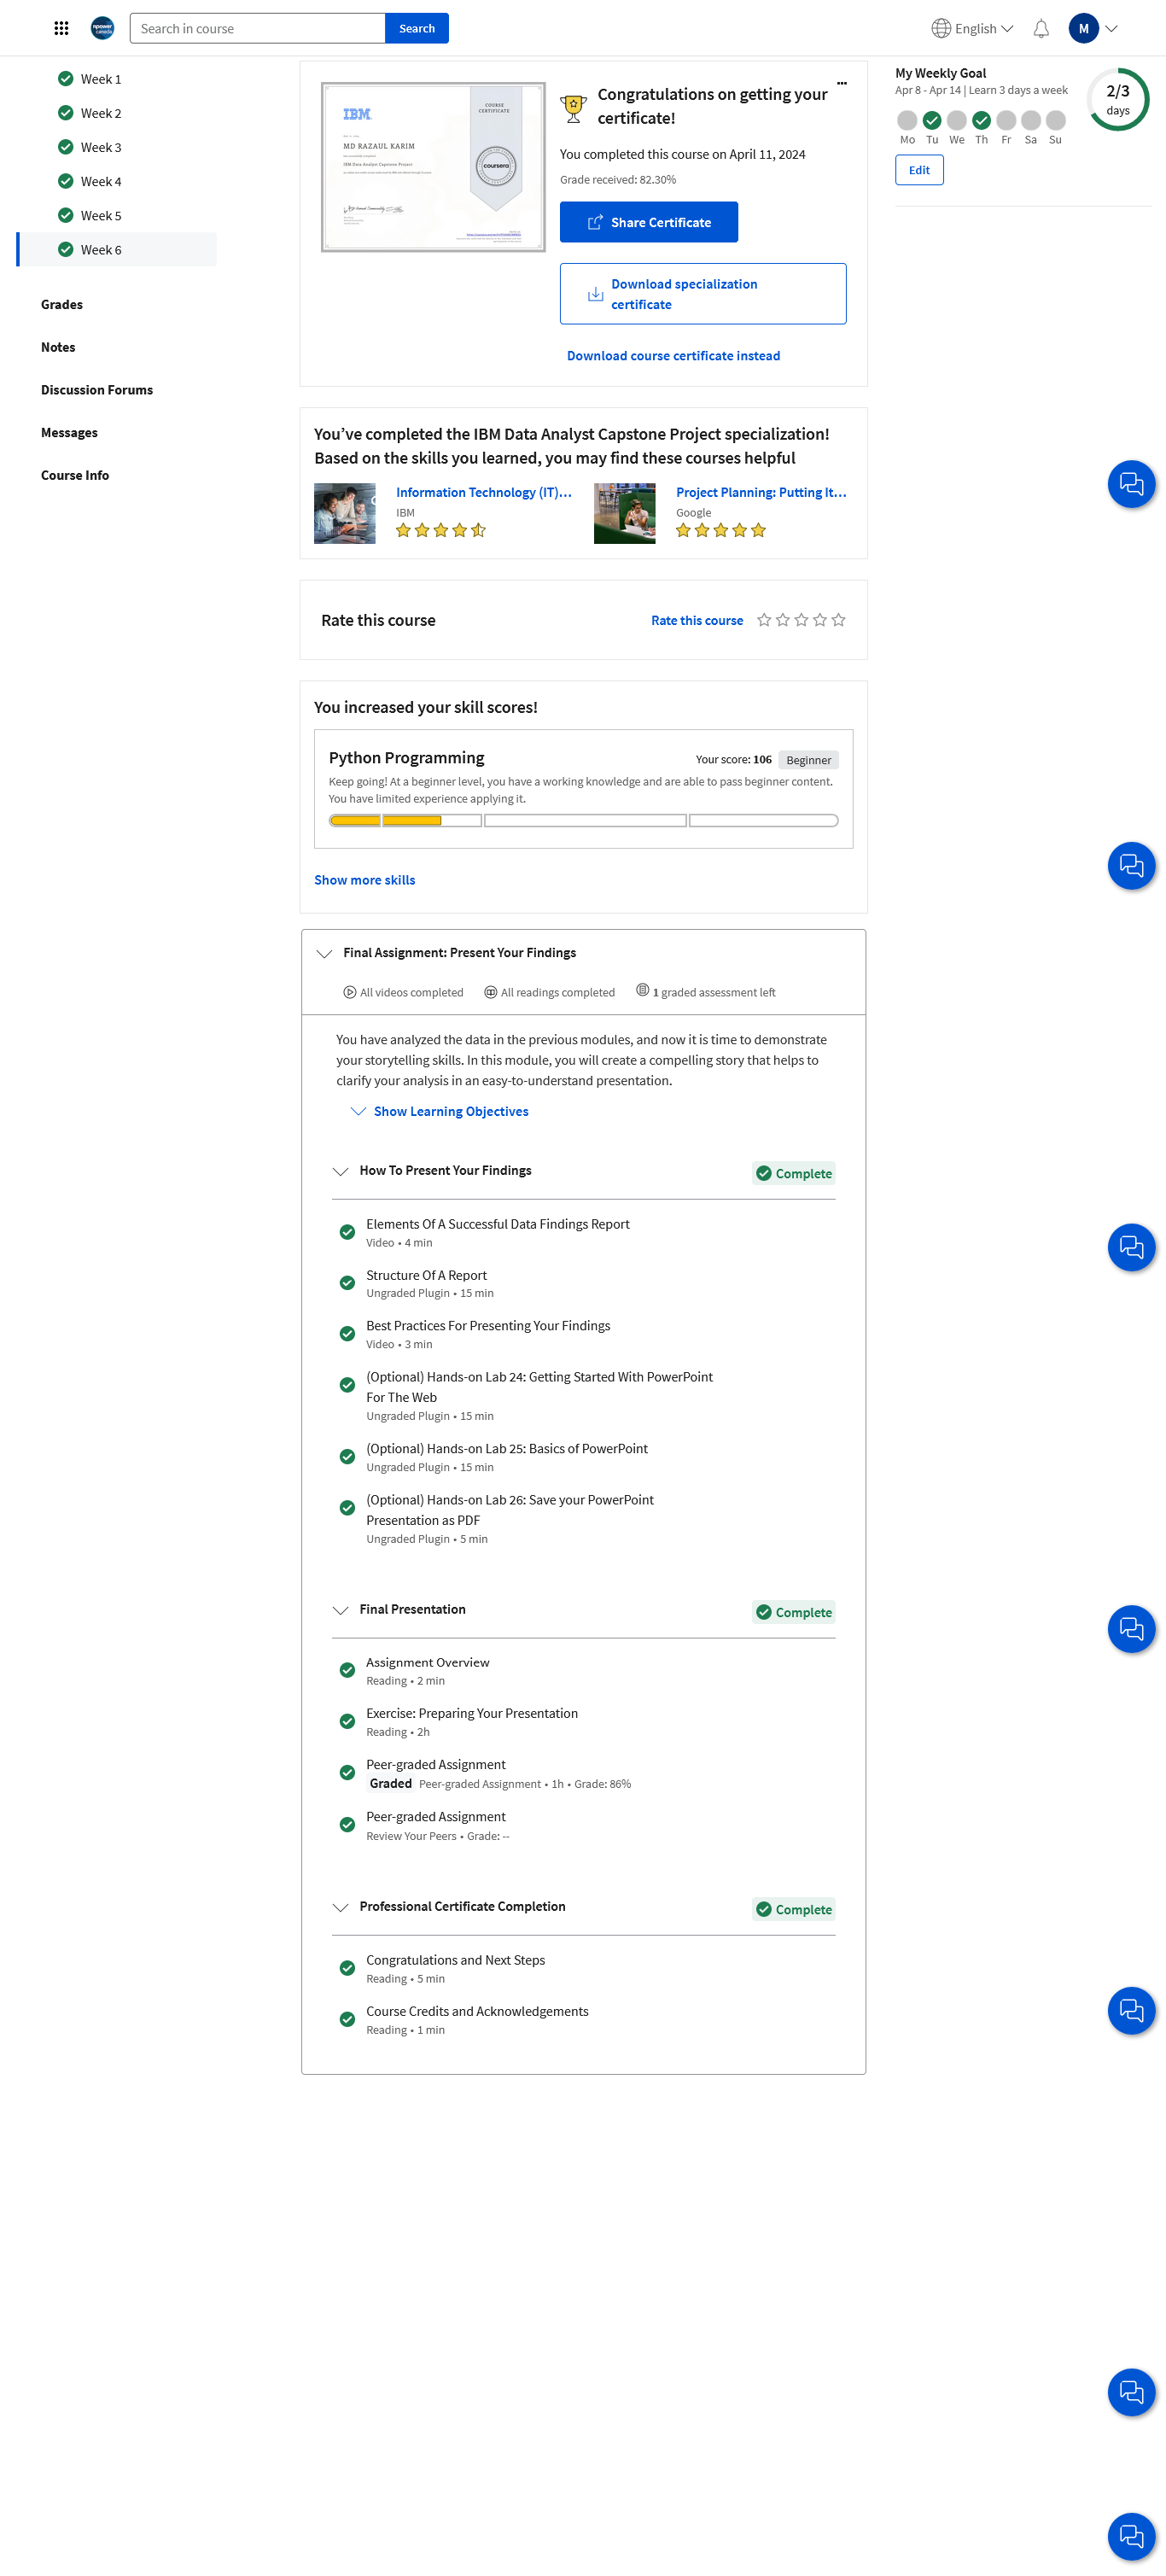 npower
canada
Search in course
Search
English
M
Week 1
Week 2
Week 3
Week 4
Week 5
Week 6
Grades
Notes
Discussion Forums
Messages
Course Info
IBM
MD RAZAUL KARIM
IBM Data Analyst Capstone Project
COURSE
CERTIFICATE
coursera
Congratulations on getting your
certificate!
You completed this course on April 11, 2024
Grade received: 82.30%
Share Certificate
Download specialization
certificate
Download course certificate instead
My Weekly Goal
Apr 8 - Apr 14 | Learn 3 days a week
2/3
days
Mo Tu We Th Fr Sa Su
Edit
You’ve completed the IBM Data Analyst Capstone Project specialization!
Based on the skills you learned, you may find these courses helpful
Information Technology (IT)...
IBM
Project Planning: Putting It...
Google
Rate this course
Rate this course
You increased your skill scores!
Python Programming
Your score: 106 Beginner
Keep going! At a beginner level, you have a working knowledge and are able to pass beginner content.
You have limited experience applying it.
Show more skills
Final Assignment: Present Your Findings
All videos completed All readings completed 1 graded assessment left
You have analyzed the data in the previous modules, and now it is time to demonstrate
your storytelling skills. In this module, you will create a compelling story that helps to
clarify your analysis in an easy-to-understand presentation.
Show Learning Objectives
How To Present Your Findings
Complete
Elements Of A Successful Data Findings Report
Video • 4 min
Structure Of A Report
Ungraded Plugin • 15 min
Best Practices For Presenting Your Findings
Video • 3 min
(Optional) Hands-on Lab 24: Getting Started With PowerPoint
For The Web
Ungraded Plugin • 15 min
(Optional) Hands-on Lab 25: Basics of PowerPoint
Ungraded Plugin • 15 min
(Optional) Hands-on Lab 26: Save your PowerPoint
Presentation as PDF
Ungraded Plugin • 5 min
Final Presentation
Complete
Assignment Overview
Reading • 2 min
Exercise: Preparing Your Presentation
Reading • 2h
Peer-graded Assignment
Graded Peer-graded Assignment • 1h • Grade: 86%
Peer-graded Assignment
Review Your Peers • Grade: --
Professional Certificate Completion
Complete
Congratulations and Next Steps
Reading • 5 min
Course Credits and Acknowledgements
Reading • 1 min